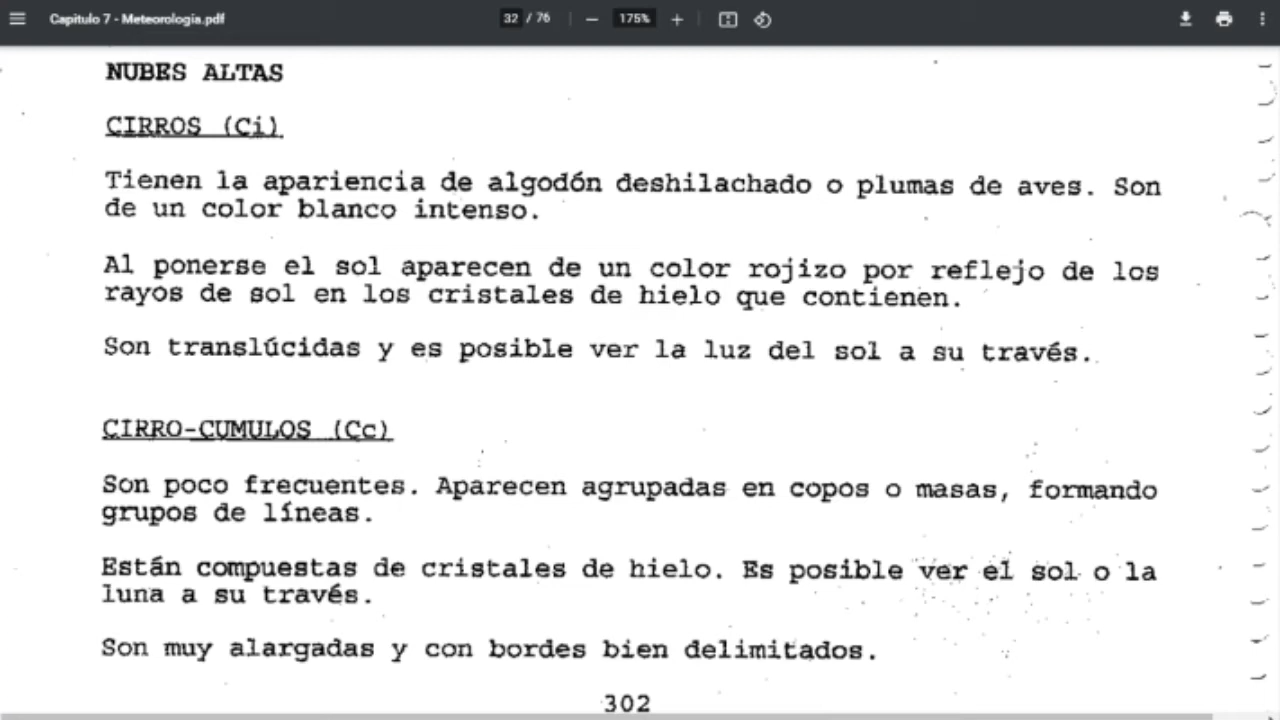 Capitulo 7 - Meteorología.pdf
32 / 76
175%
NUBES ALTAS
CIRROS (Ci)
Tienen la apariencia de algodón deshilachado o plumas de aves. Son
de un color blanco intenso.
Al ponerse el sol aparecen de un color rojizo por reflejo de los
rayos de sol en los cristales de hielo que contienen.
Son translúcidas y es posible ver la luz del sol a su través.
CIRRO-CUMULOS (Cc)
Son poco frecuentes. Aparecen agrupadas en copos o masas, formando
grupos de líneas.
Están compuestas de cristales de hielo. Es posible ver el sol o la
luna a su través.
Son muy alargadas y con bordes bien delimitados.
302